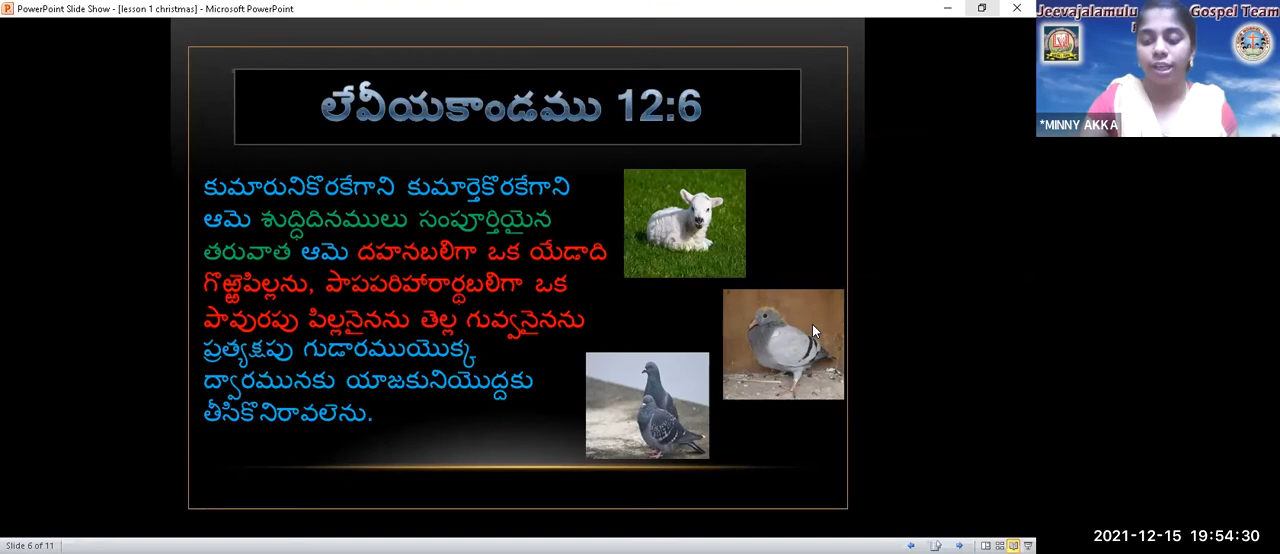 PowerPoint Slide Show - [lesson 1 christmas] - Microsoft PowerPoint
Jeevajalamulu Gospel Team
*MINNY AKKA
లేవీయకాండము 12:6
కుమారునికొరకేగాని కుమార్తెకొరకేగాని
ఆమె శుద్ధిదినములు సంపూర్తియైన
తరువాత ఆమె దహనబలిగా ఒక యేడాది
గొఱ్ఱెపిల్లను, పాపపరిహారార్థబలిగా ఒక
పావురపు పిల్లనైనను తెల్ల గువ్వనైనను
ప్రత్యక్షపు గుడారముయొక్క
ద్వారమునకు యాజకునియొద్దకు
తీసికొనిరావలెను.
2021-12-15 19:54:30
Slide 6 of 11